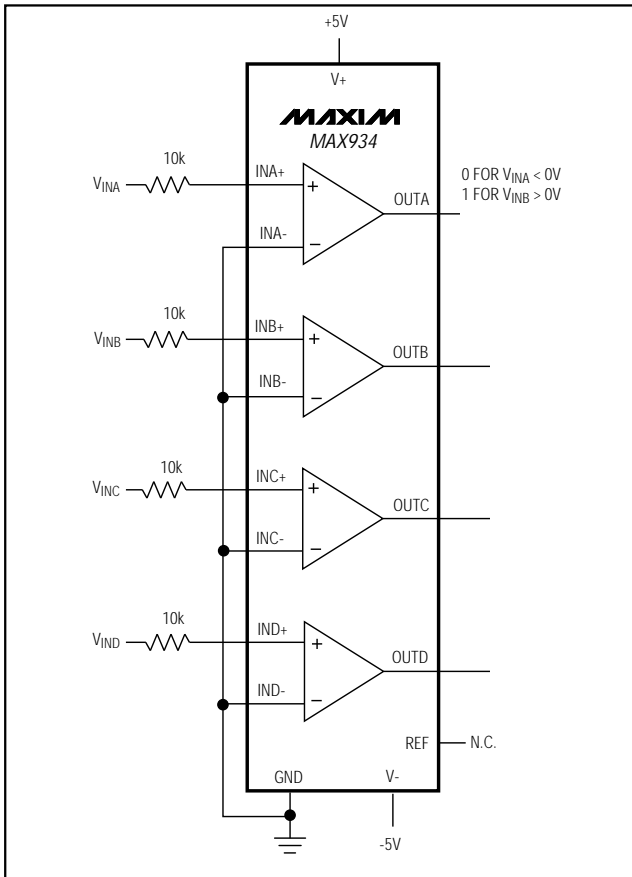 +5V
V+
MAXIM
MAX934
10k
VINA
INA+
INA-
OUTA
0 FOR VINA < 0V
1 FOR VINB > 0V
10k
VINB
INB+
INB-
OUTB
10k
VINC
INC+
INC-
OUTC
10k
VIND
IND+
IND-
OUTD
REF
N.C.
GND
V-
-5V
+
−
+
−
+
−
+
−